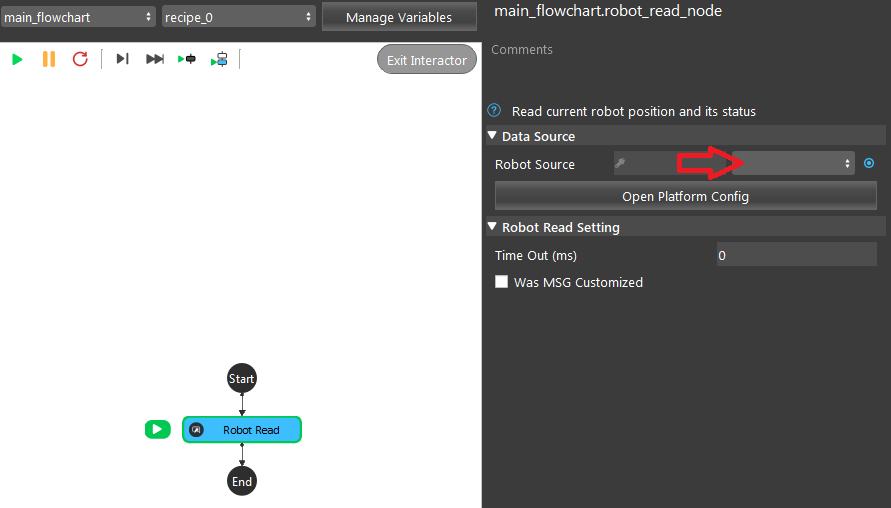 main_flowchart
recipe_0
Manage Variables
Exit Interactor
Start
Robot Read
End
main_flowchart.robot_read_node
Comments
Read current robot position and its status
Data Source
Robot Source
Open Platform Config
Robot Read Setting
Time Out (ms)
0
Was MSG Customized